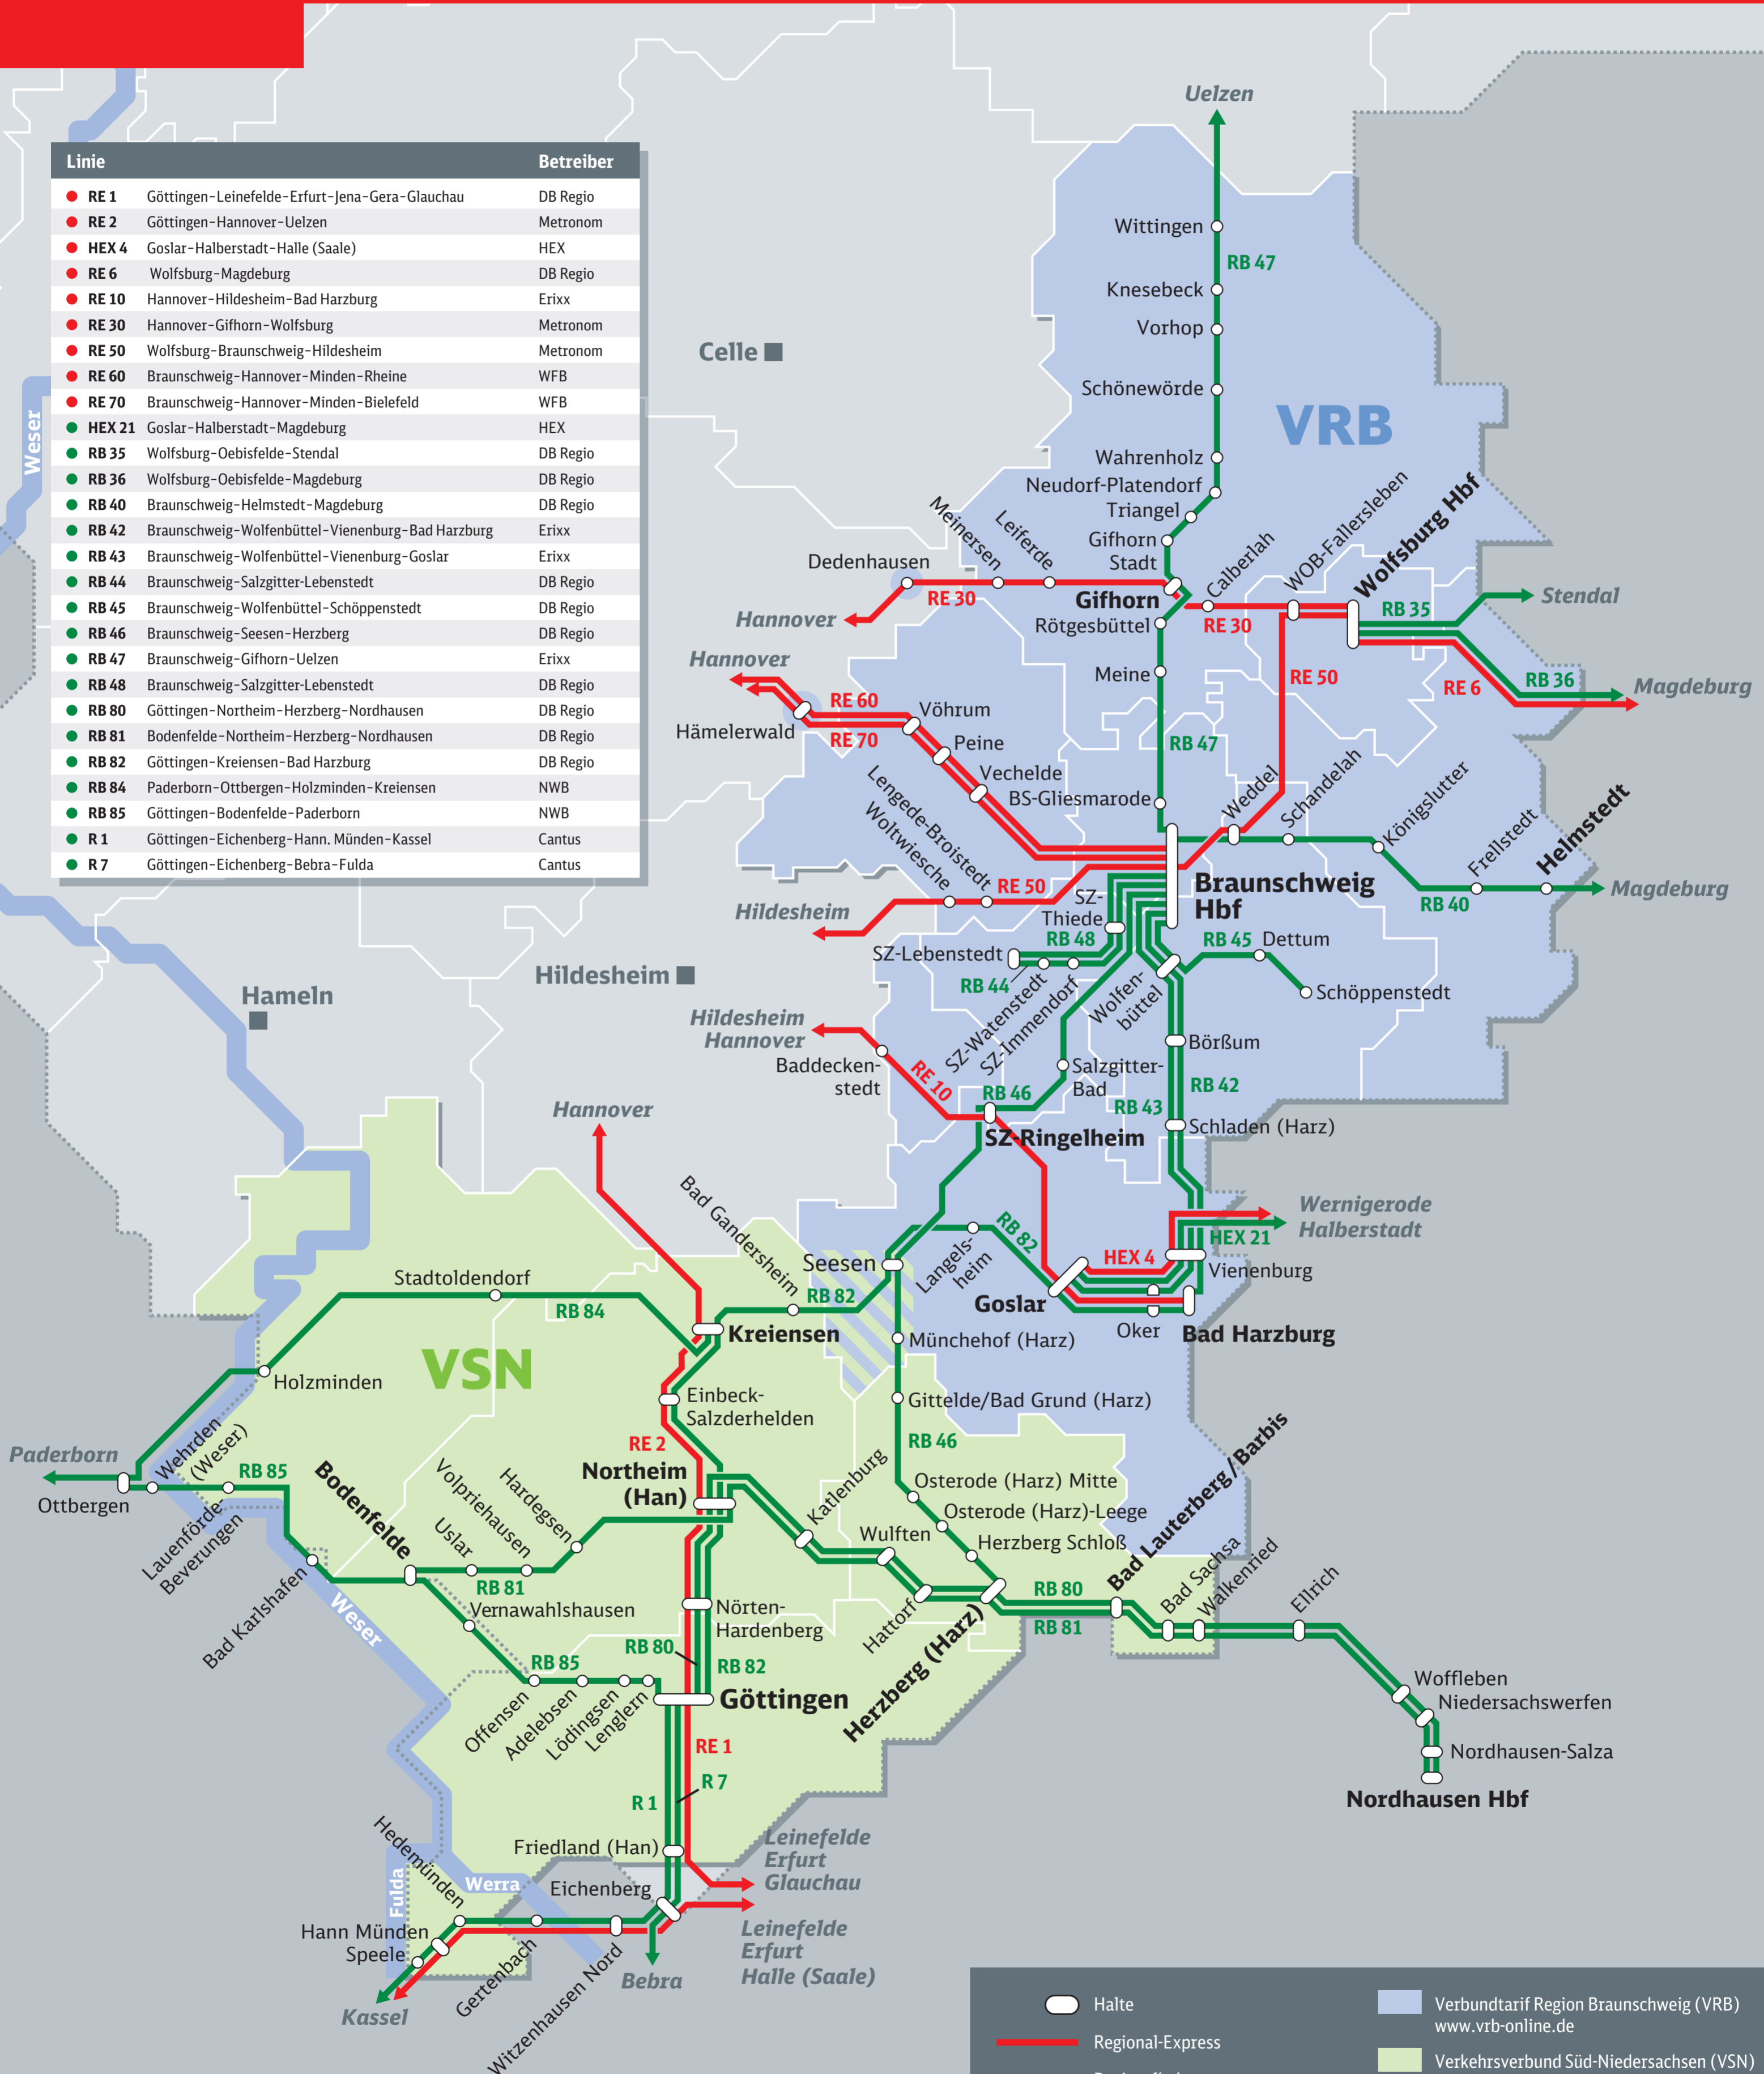 Linie Betreiber
RE 1 Göttingen–Leinefelde–Erfurt–Jena–Gera–Glauchau DB Regio
RE 2 Göttingen–Hannover–Uelzen Metronom
HEX 4 Goslar–Halberstadt–Halle (Saale) HEX
RE 6 Wolfsburg–Magdeburg DB Regio
RE 10 Hannover–Hildesheim–Bad Harzburg Erixx
RE 30 Hannover–Gifhorn–Wolfsburg Metronom
RE 50 Wolfsburg–Braunschweig–Hildesheim Metronom
RE 60 Braunschweig–Hannover–Minden–Rheine WFB
RE 70 Braunschweig–Hannover–Minden–Bielefeld WFB
HEX 21 Goslar–Halberstadt–Magdeburg HEX
RB 35 Wolfsburg–Oebisfelde–Stendal DB Regio
RB 36 Wolfsburg–Oebisfelde–Magdeburg DB Regio
RB 40 Braunschweig–Helmstedt–Magdeburg DB Regio
RB 42 Braunschweig–Wolfenbüttel–Vienenburg–Bad Harzburg Erixx
RB 43 Braunschweig–Wolfenbüttel–Vienenburg–Goslar Erixx
RB 44 Braunschweig–Salzgitter-Lebenstedt DB Regio
RB 45 Braunschweig–Wolfenbüttel–Schöppenstedt DB Regio
RB 46 Braunschweig–Seesen–Herzberg DB Regio
RB 47 Braunschweig–Gifhorn–Uelzen Erixx
RB 48 Braunschweig–Salzgitter-Lebenstedt DB Regio
RB 80 Göttingen–Northeim–Herzberg–Nordhausen DB Regio
RB 81 Bodenfelde–Northeim–Herzberg–Nordhausen DB Regio
RB 82 Göttingen–Kreiensen–Bad Harzburg DB Regio
RB 84 Paderborn–Ottbergen–Holzminden–Kreiensen NWB
RB 85 Göttingen–Bodenfelde–Paderborn NWB
R 1 Göttingen–Eichenberg–Hann. Münden–Kassel Cantus
R 7 Göttingen–Eichenberg–Bebra–Fulda Cantus
Weser
Uelzen
Wittingen
RB 47
Knesebeck
Vorhop
Celle
Schönewörde
VRB
Wahrenholz
Neudorf-Platendorf
Triangel
Gifhorn
Stadt
Meinersen
Leiferde
Dedenhausen
RE 30
Hannover
Gifhorn
Calberlah
WOB-Fallersleben
Wolfsburg Hbf
RB 35
Stendal
RE 30
Rötgesbüttel
Meine
RE 50
RE 6
RB 36
Magdeburg
Hannover
RE 60
RE 70
Hämelerwald
Vöhrum
Peine
Vechelde
RB 47
BS-Gliesmarode
Lengede-Broistedt
Woltwiesche
RE 50
Hildesheim
Weddel
Schandelah
Königslutter
Frellstedt
Helmstedt
RB 40
Magdeburg
Braunschweig
Hbf
SZ-
Thiede
RB 48
SZ-Lebenstedt
RB 44
SZ-Watenstedt
SZ-Immendorf
Wolfen-
büttel
RB 45
Dettum
Schöppenstedt
Hildesheim
Hameln
Hildesheim
Hannover
Baddecken-
stedt
RE 10
RB 46
Salzgitter-
Bad
Börßum
RB 42
RB 43
Schladen (Harz)
SZ-Ringelheim
Hannover
Wernigerode
Halberstadt
HEX 21
HEX 4
Vienenburg
Bad Gandersheim
Seesen
Langels-
heim
RB 82
Goslar
Oker
Bad Harzburg
Stadtoldendorf
RB 84
RB 82
Kreiensen
Münchehof (Harz)
VSN
Holzminden
Einbeck-
Salzderhelden
Gittelde/Bad Grund (Harz)
RE 2
RB 46
Paderborn
Ottbergen
Wehrden
(Weser)
RB 85
Lauenförde-
Beverungen
Bodenfelde
Volpriehausen
Hardegsen
Uslar
RB 81
Northeim
(Han)
Katlenburg
Wulften
Hattorf
Osterode (Harz) Mitte
Osterode (Harz)-Leege
Herzberg Schloß
Herzberg (Harz)
Bad Lauterberg/Barbis
Bad Sachsa
Walkenried
Ellrich
RB 80
RB 81
Bad Karlshafen
Weser
Vernawahlshausen
Nörten-
Hardenberg
RB 80
RB 82
RB 85
Offensen
Adelebsen
Lödingsen
Lenglern
Göttingen
Woffleben
Niedersachswerfen
Nordhausen-Salza
Nordhausen Hbf
RE 1
R 7
R 1
Friedland (Han)
Leinefelde
Erfurt
Glauchau
Hedemünden
Fulda
Werra
Eichenberg
Leinefelde
Erfurt
Halle (Saale)
Hann Münden
Speele
Gertenbach
Witzenhausen Nord
Bebra
Kassel
Halte
Regional-Express
Verbundtarif Region Braunschweig (VRB)
www.vrb-online.de
Verkehrsverbund Süd-Niedersachsen (VSN)